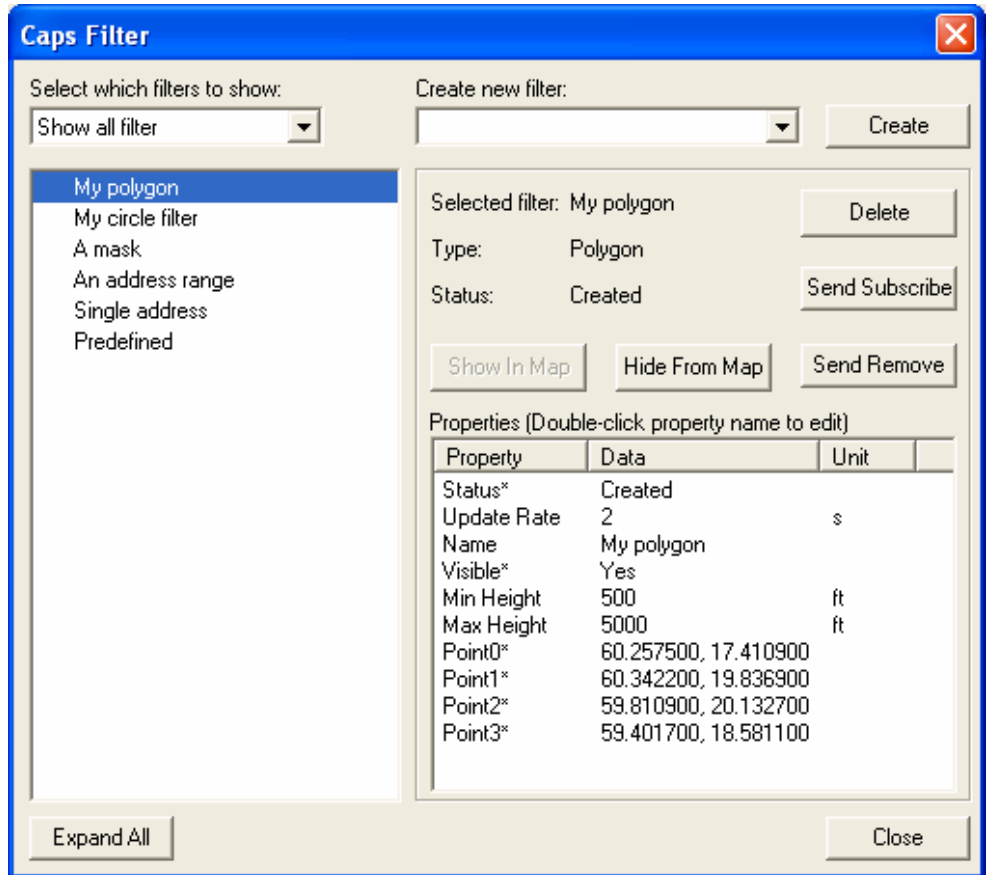 Caps Filter
Select which filters to show:
Show all filter
Create new filter:
Create
My polygon
My circle filter
A mask
An address range
Single address
Predefined
Selected filter: My polygon
Delete
Type: Polygon
Status: Created
Send Subscribe
Show In Map
Hide From Map
Send Remove
Properties (Double-click property name to edit)
Property Data Unit
Status* Created
Update Rate 2 s
Name My polygon
Visible* Yes
Min Height 500 ft
Max Height 5000 ft
Point0* 60.257500, 17.410900
Point1* 60.342200, 19.836900
Point2* 59.810900, 20.132700
Point3* 59.401700, 18.581100
Expand All
Close